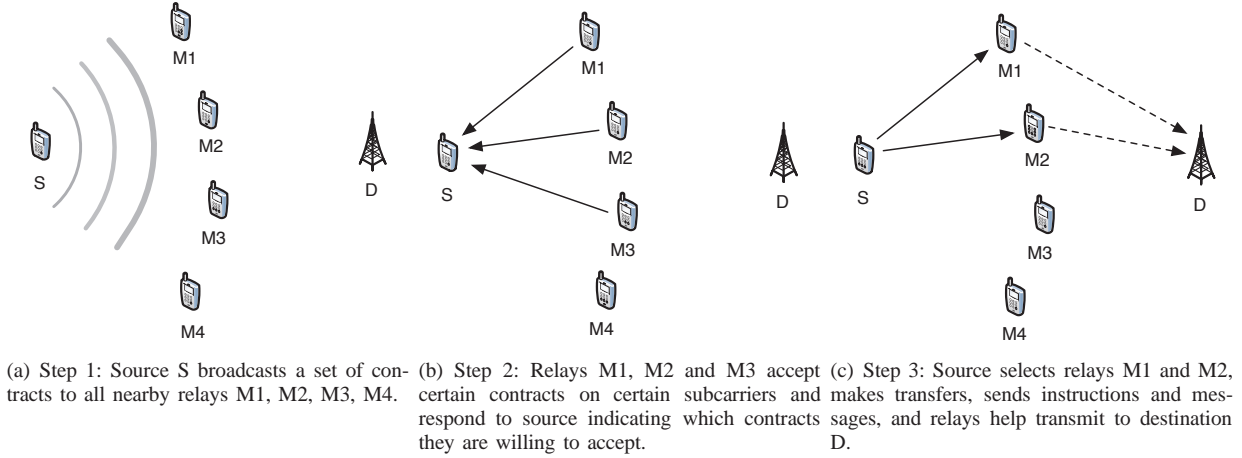 M1
M2
S
M3
M4
D
M1
M2
S
M3
M4
D
M1
M2
S
M3
M4
D
(a) Step 1: Source S broadcasts a set of con-
tracts to all nearby relays M1, M2, M3, M4.
(b) Step 2: Relays M1, M2 and M3 accept
certain contracts on certain subcarriers and
respond to source indicating which contracts
they are willing to accept.
(c) Step 3: Source selects relays M1 and M2,
makes transfers, sends instructions and mes-
sages, and relays help transmit to destination
D.